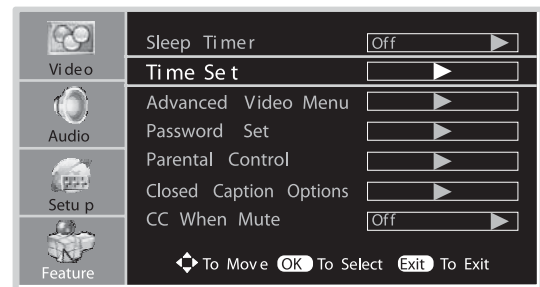 Video
Audio
Setup
Feature
Sleep Timer Off
Time Set
Advanced Video Menu
Password Set
Parental Control
Closed Caption Options
CC When Mute Off
To Move OK To Select Exit To Exit